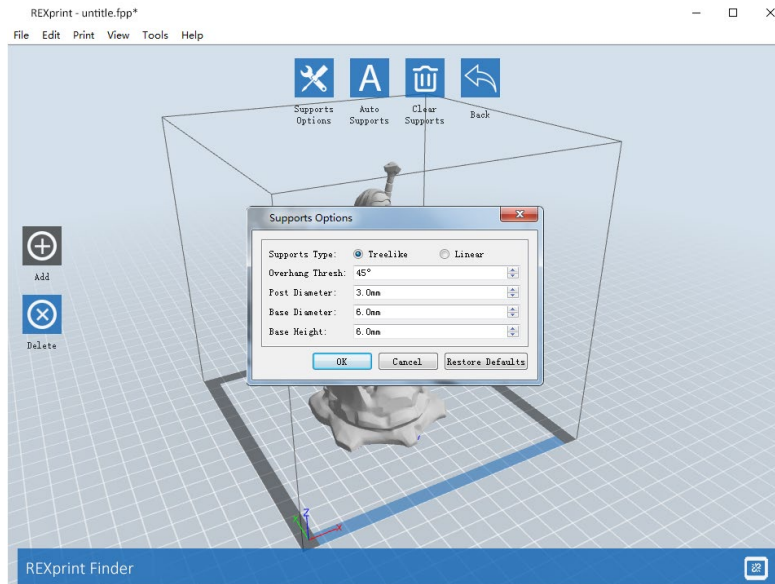 REXprint - untitle.fpp*
File Edit Print View Tools Help
A
Supports Options
Auto Supports
Clear Supports
Back
Supports Options
Supports Type: Treelike Linear
Overhang Thresh: 45°
Post Diameter: 3.0mm
Base Diameter: 6.0mm
Base Height: 6.0mm
OK Cancel Restore Defaults
Add
Delete
Z
X
REXprint Finder